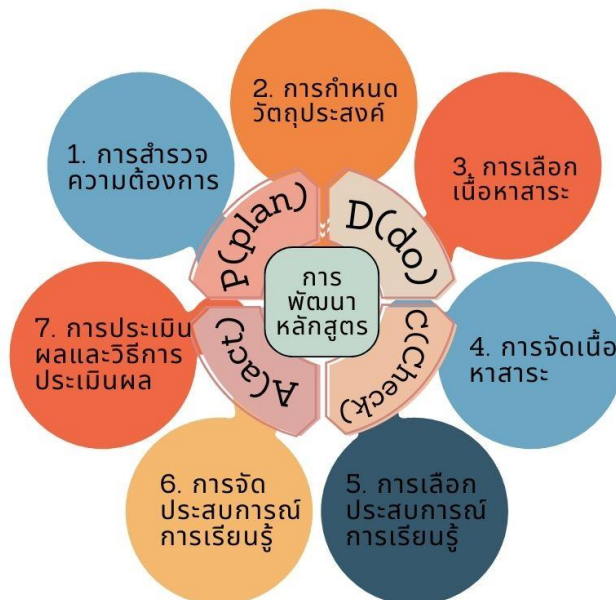 2. การกำหนด
วัตถุประสงค์
1. การสำรวจ
ความต้องการ
3. การเลือก
เนื้อหาสาระ
P(plan)
D(do)
การ
พัฒนา
หลักสูตร
7. การประเมิน
ผลและวิธีการ
ประเมินผล
A(act)
C(Check)
4. การจัดเนื้อ
หาสาระ
6. การจัด
ประสบการณ์
การเรียนรู้
5. การเลือก
ประสบการณ์
การเรียนรู้